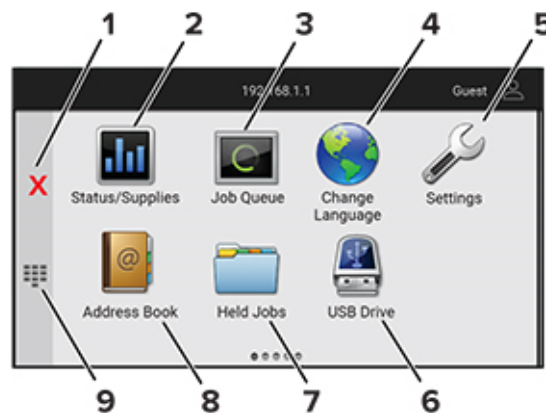 1 2 3 4 5
192.168.1.1 Guest
X
Status/Supplies Job Queue Change Language Settings
@
Address Book Held Jobs USB Drive
9 8 7 6